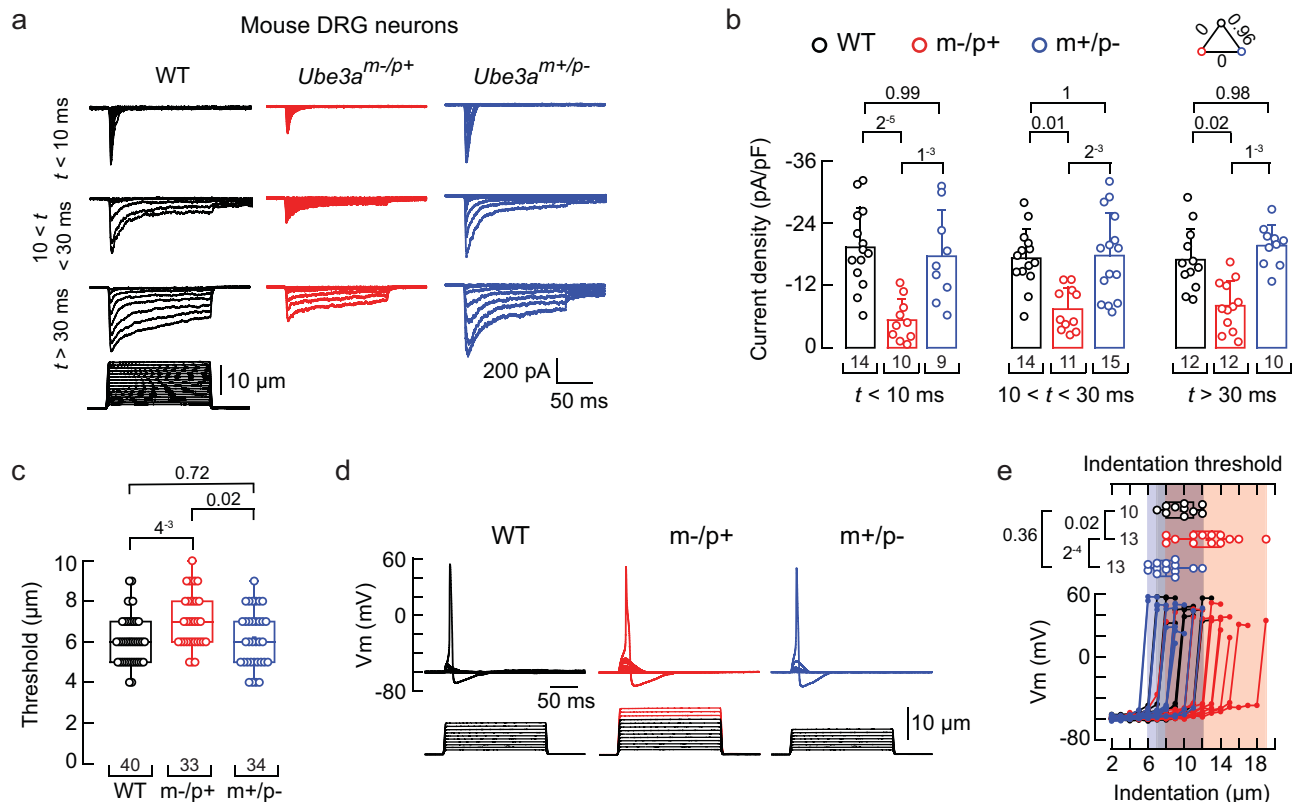 a
Mouse DRG neurons
WT
Ube3a^m-/p+
Ube3a^m+/p-
t < 10 ms
10 < t < 30 ms
t > 30 ms
10 µm
200 pA
50 ms
b
WT
m-/p+
m+/p-
0
0.96
0
0.99
2^-5
1^-3
1
0.01
2^-3
0.98
0.02
1^-3
Current density (pA/pF)
-36
-24
-12
0
14 10 9
14 11 15
12 12 10
t < 10 ms
10 < t < 30 ms
t > 30 ms
c
0.72
0.02
4^-3
Threshold (µm)
10
8
6
4
2
0
40 33 34
WT m-/p+ m+/p-
d
WT
m-/p+
m+/p-
Vm (mV)
60
0
-80
50 ms
10 µm
e
Indentation threshold
0.36
0.02
2^-4
10
13
13
Vm (mV)
60
0
-80
2 6 10 14 18
Indentation (µm)